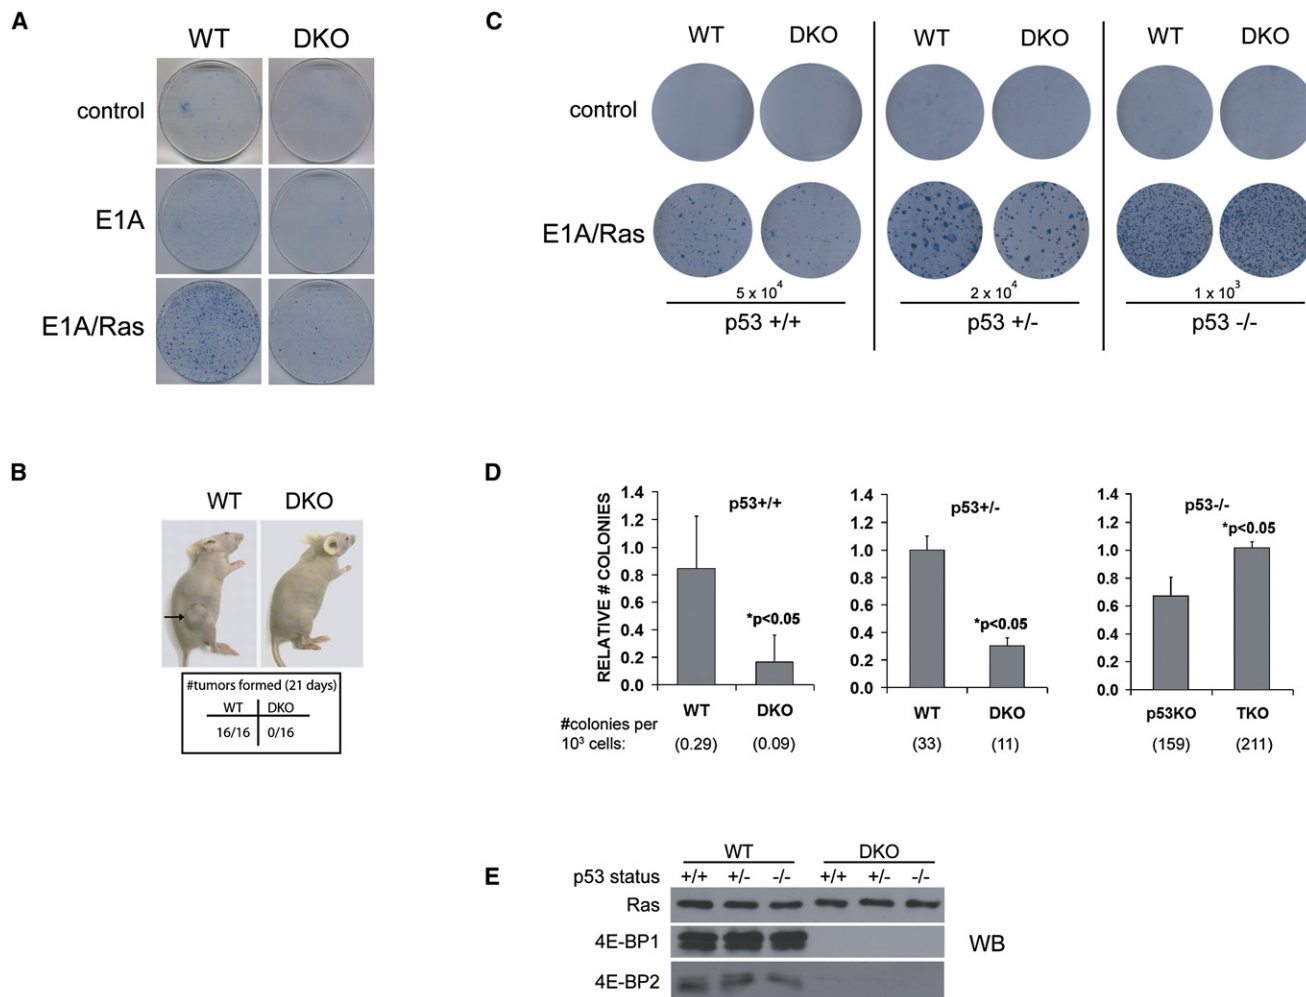 A
WT DKO
control
E1A
E1A/Ras
B
WT DKO
#tumors formed (21 days)
WT DKO
16/16 0/16
C
WT DKO WT DKO WT DKO
control
E1A/Ras
5 x 10⁴ 2 x 10⁴ 1 x 10³
p53 +/+ p53 +/- p53 -/-
D
RELATIVE # COLONIES
1.4
1.2
1.0
0.8
0.6
0.4
0.2
0.0
p53+/+
*p<0.05
WT DKO
1.4
1.2
1.0
0.8
0.6
0.4
0.2
0.0
p53+/-
*p<0.05
WT DKO
1.4
1.2
1.0
0.8
0.6
0.4
0.2
0.0
p53-/-
*p<0.05
p53KO TKO
#colonies per
10³ cells: (0.29) (0.09) (33) (11) (159) (211)
E
WT DKO
p53 status +/+ +/- -/- +/+ +/- -/-
Ras
4E-BP1
4E-BP2
WB